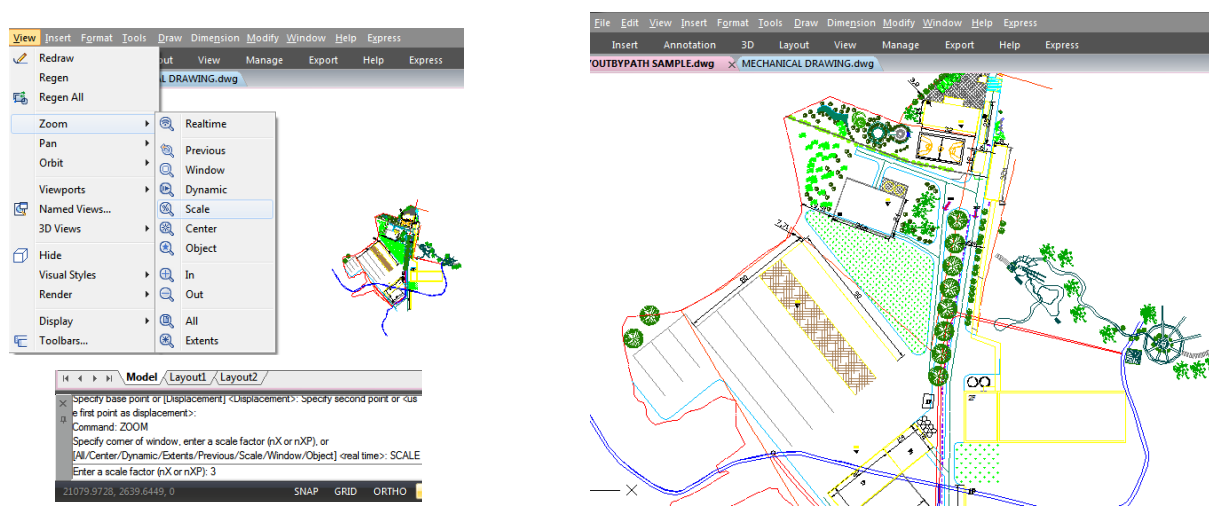 View Insert Format Tools Draw Dimension Modify Window Help Express
out View Manage Export Help Express
AL DRAWING.dwg
Redraw
Regen
Regen All
Zoom
Pan
Orbit
Viewports
Named Views...
3D Views
Hide
Visual Styles
Render
Display
Toolbars...
Realtime
Previous
Window
Dynamic
Scale
Center
Object
In
Out
All
Extents
Model Layout1 Layout2
Specify base point or [Displacement] <Displacement>: Specify second point or <us
e first point as displacement>:
Command: ZOOM
Specify corner of window, enter a scale factor (nX or nXP), or
[All/Center/Dynamic/Extents/Previous/Scale/Window/Object] <real time>: SCALE
Enter a scale factor (nX or nXP): 3
21079.9728, 2639.6449, 0 SNAP GRID ORTHO
File Edit View Insert Format Tools Draw Dimension Modify Window Help Express
Insert Annotation 3D Layout View Manage Export Help Express
YOUTBYPATH SAMPLE.dwg MECHANICAL DRAWING.dwg